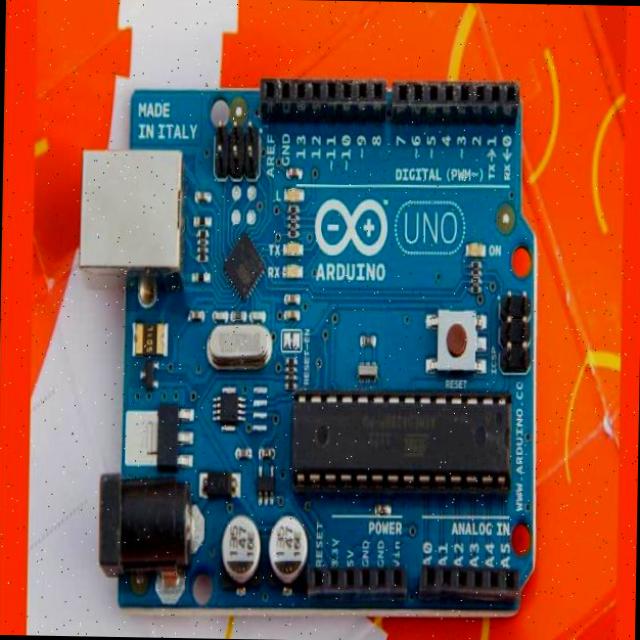 MADE
IN ITALY
AREF
GND
13
12
~11
~10
~9
8
7
~6
~5
4
~3
2
TX→1
RX←0
DIGITAL (PWM~)
L
TX
RX
UNO
ON
ARDUINO
RESET-EN
ICSP
RESET
WWW.ARDUINO.CC
POWER
ANALOG IN
RESET
3.3V
5V
GND
GND
Vin
A0
A1
A2
A3
A4
A5